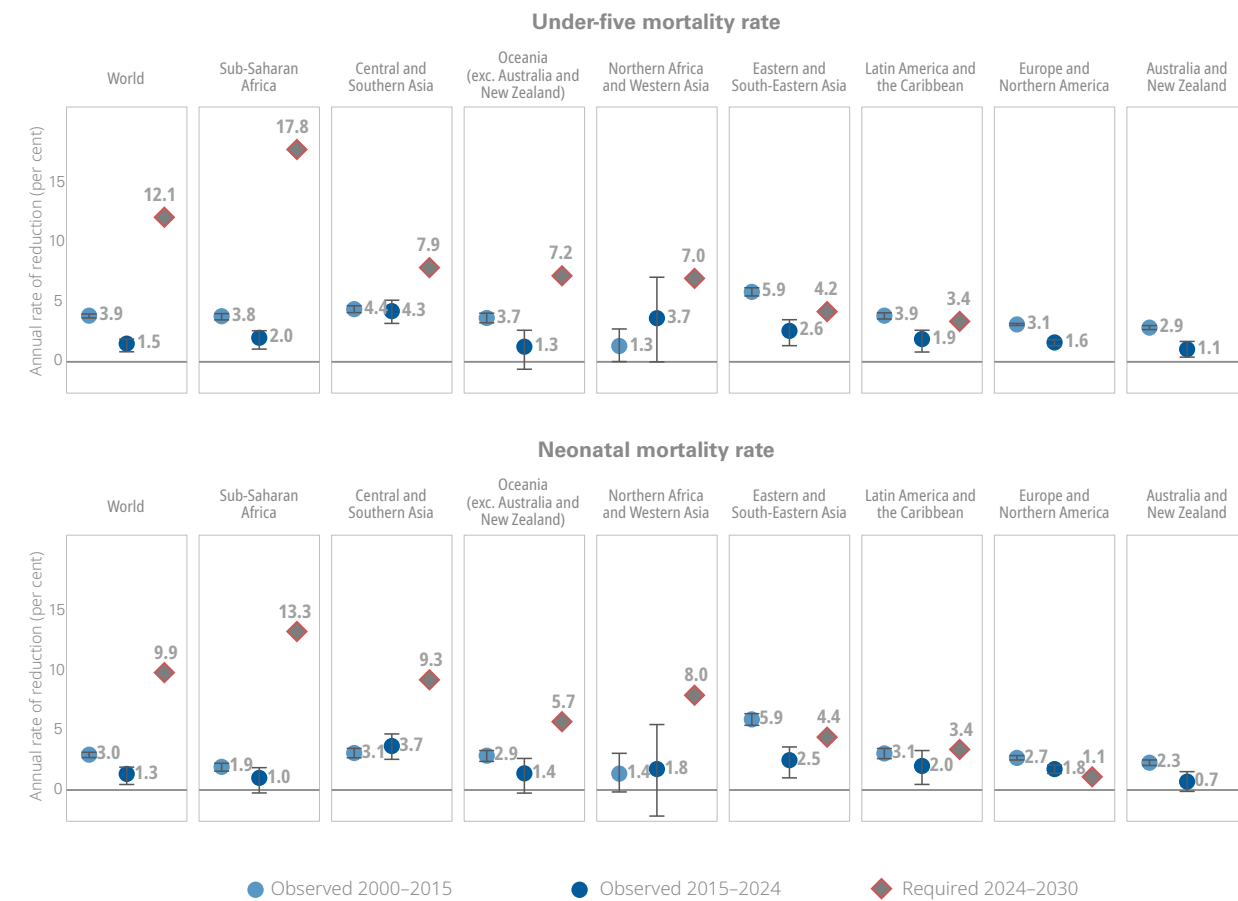 Under-five mortality rate
World
Sub-Saharan
Africa
Central and
Southern Asia
Oceania
(exc. Australia and
New Zealand)
Northern Africa
and Western Asia
Eastern and
South-Eastern Asia
Latin America and
the Caribbean
Europe and
Northern America
Australia and
New Zealand
Annual rate of reduction (per cent)
15
10
5
0
3.9
1.5
12.1
3.8
2.0
17.8
4.4
4.3
7.9
3.7
1.3
7.2
1.3
3.7
7.0
5.9
2.6
4.2
3.9
1.9
3.4
3.1
1.6
2.9
1.1
Neonatal mortality rate
World
Sub-Saharan
Africa
Central and
Southern Asia
Oceania
(exc. Australia and
New Zealand)
Northern Africa
and Western Asia
Eastern and
South-Eastern Asia
Latin America and
the Caribbean
Europe and
Northern America
Australia and
New Zealand
Annual rate of reduction (per cent)
15
10
5
0
3.0
1.3
9.9
1.9
1.0
13.3
3.1
3.7
9.3
2.9
1.4
5.7
1.4
1.8
8.0
5.9
2.5
4.4
3.1
2.0
3.4
2.7
1.8
1.1
2.3
0.7
Observed 2000–2015
Observed 2015–2024
Required 2024–2030